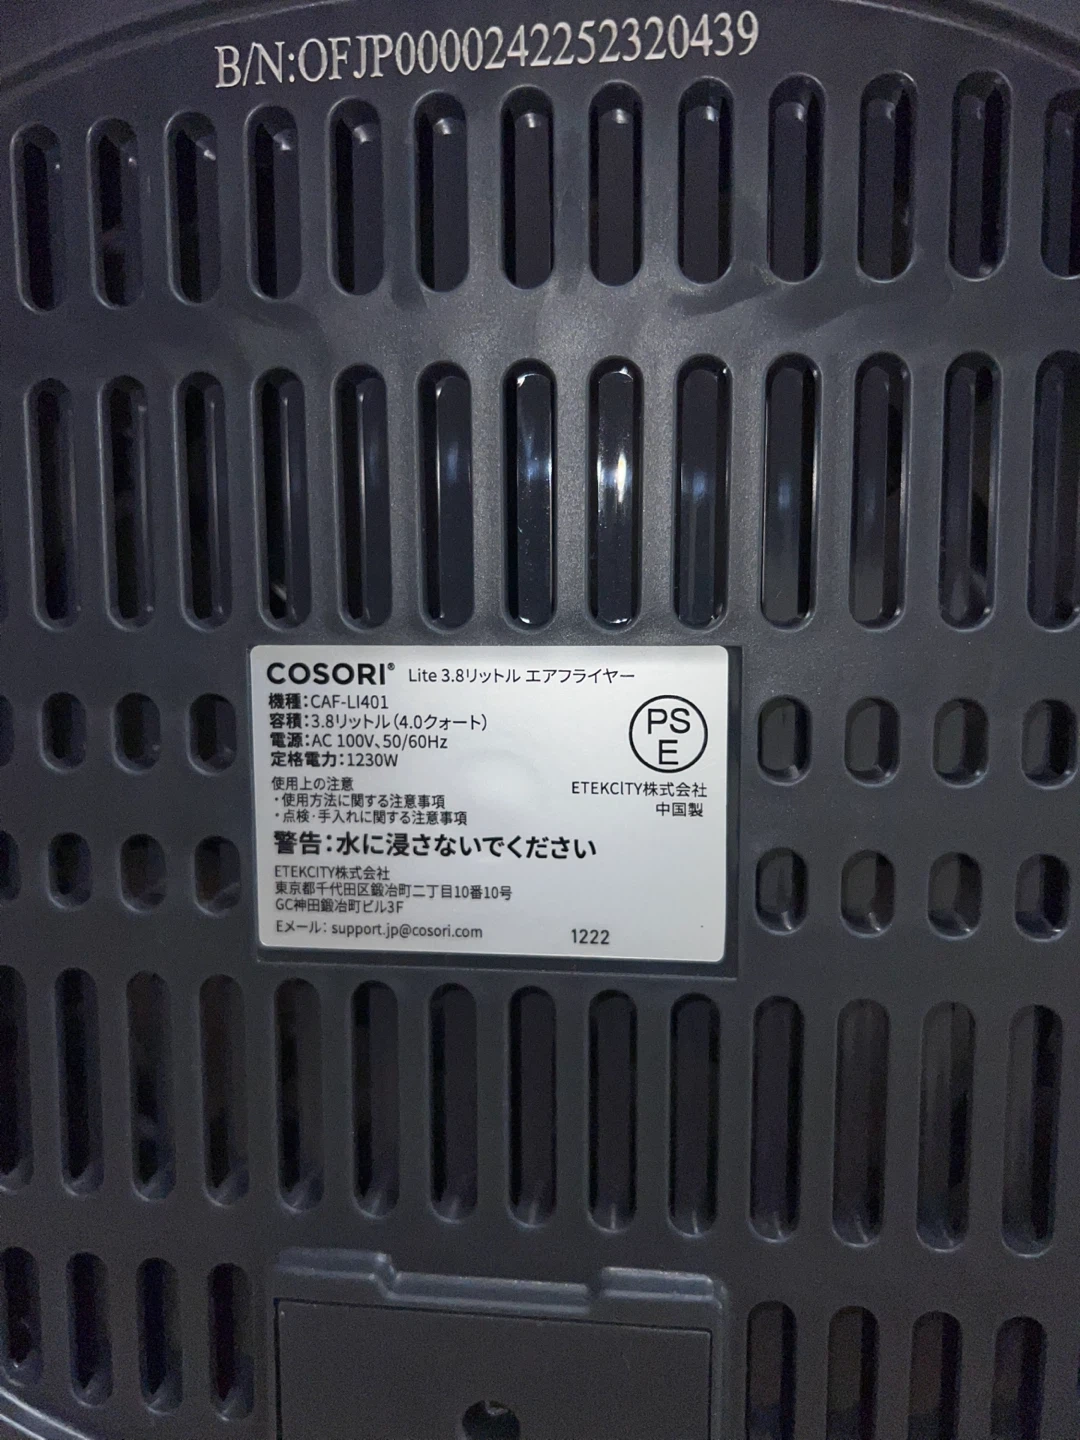 B/N:OFJP0000242252320439
COSORI® Lite 3.8リットル エアフライヤー
機種：CAF-LI401
容積：3.8リットル（4.0クォート）
電源：AC 100V、50/60Hz
定格電力：1230W
PS
E
ETEKCITY株式会社
中国製
使用上の注意
・使用方法に関する注意事項
・点検・手入れに関する注意事項
警告：水に浸さないでください
ETEKCITY株式会社
東京都千代田区鍛冶町二丁目10番10号
GC神田鍛冶町ビル3F
Eメール：support.jp@cosori.com
1222